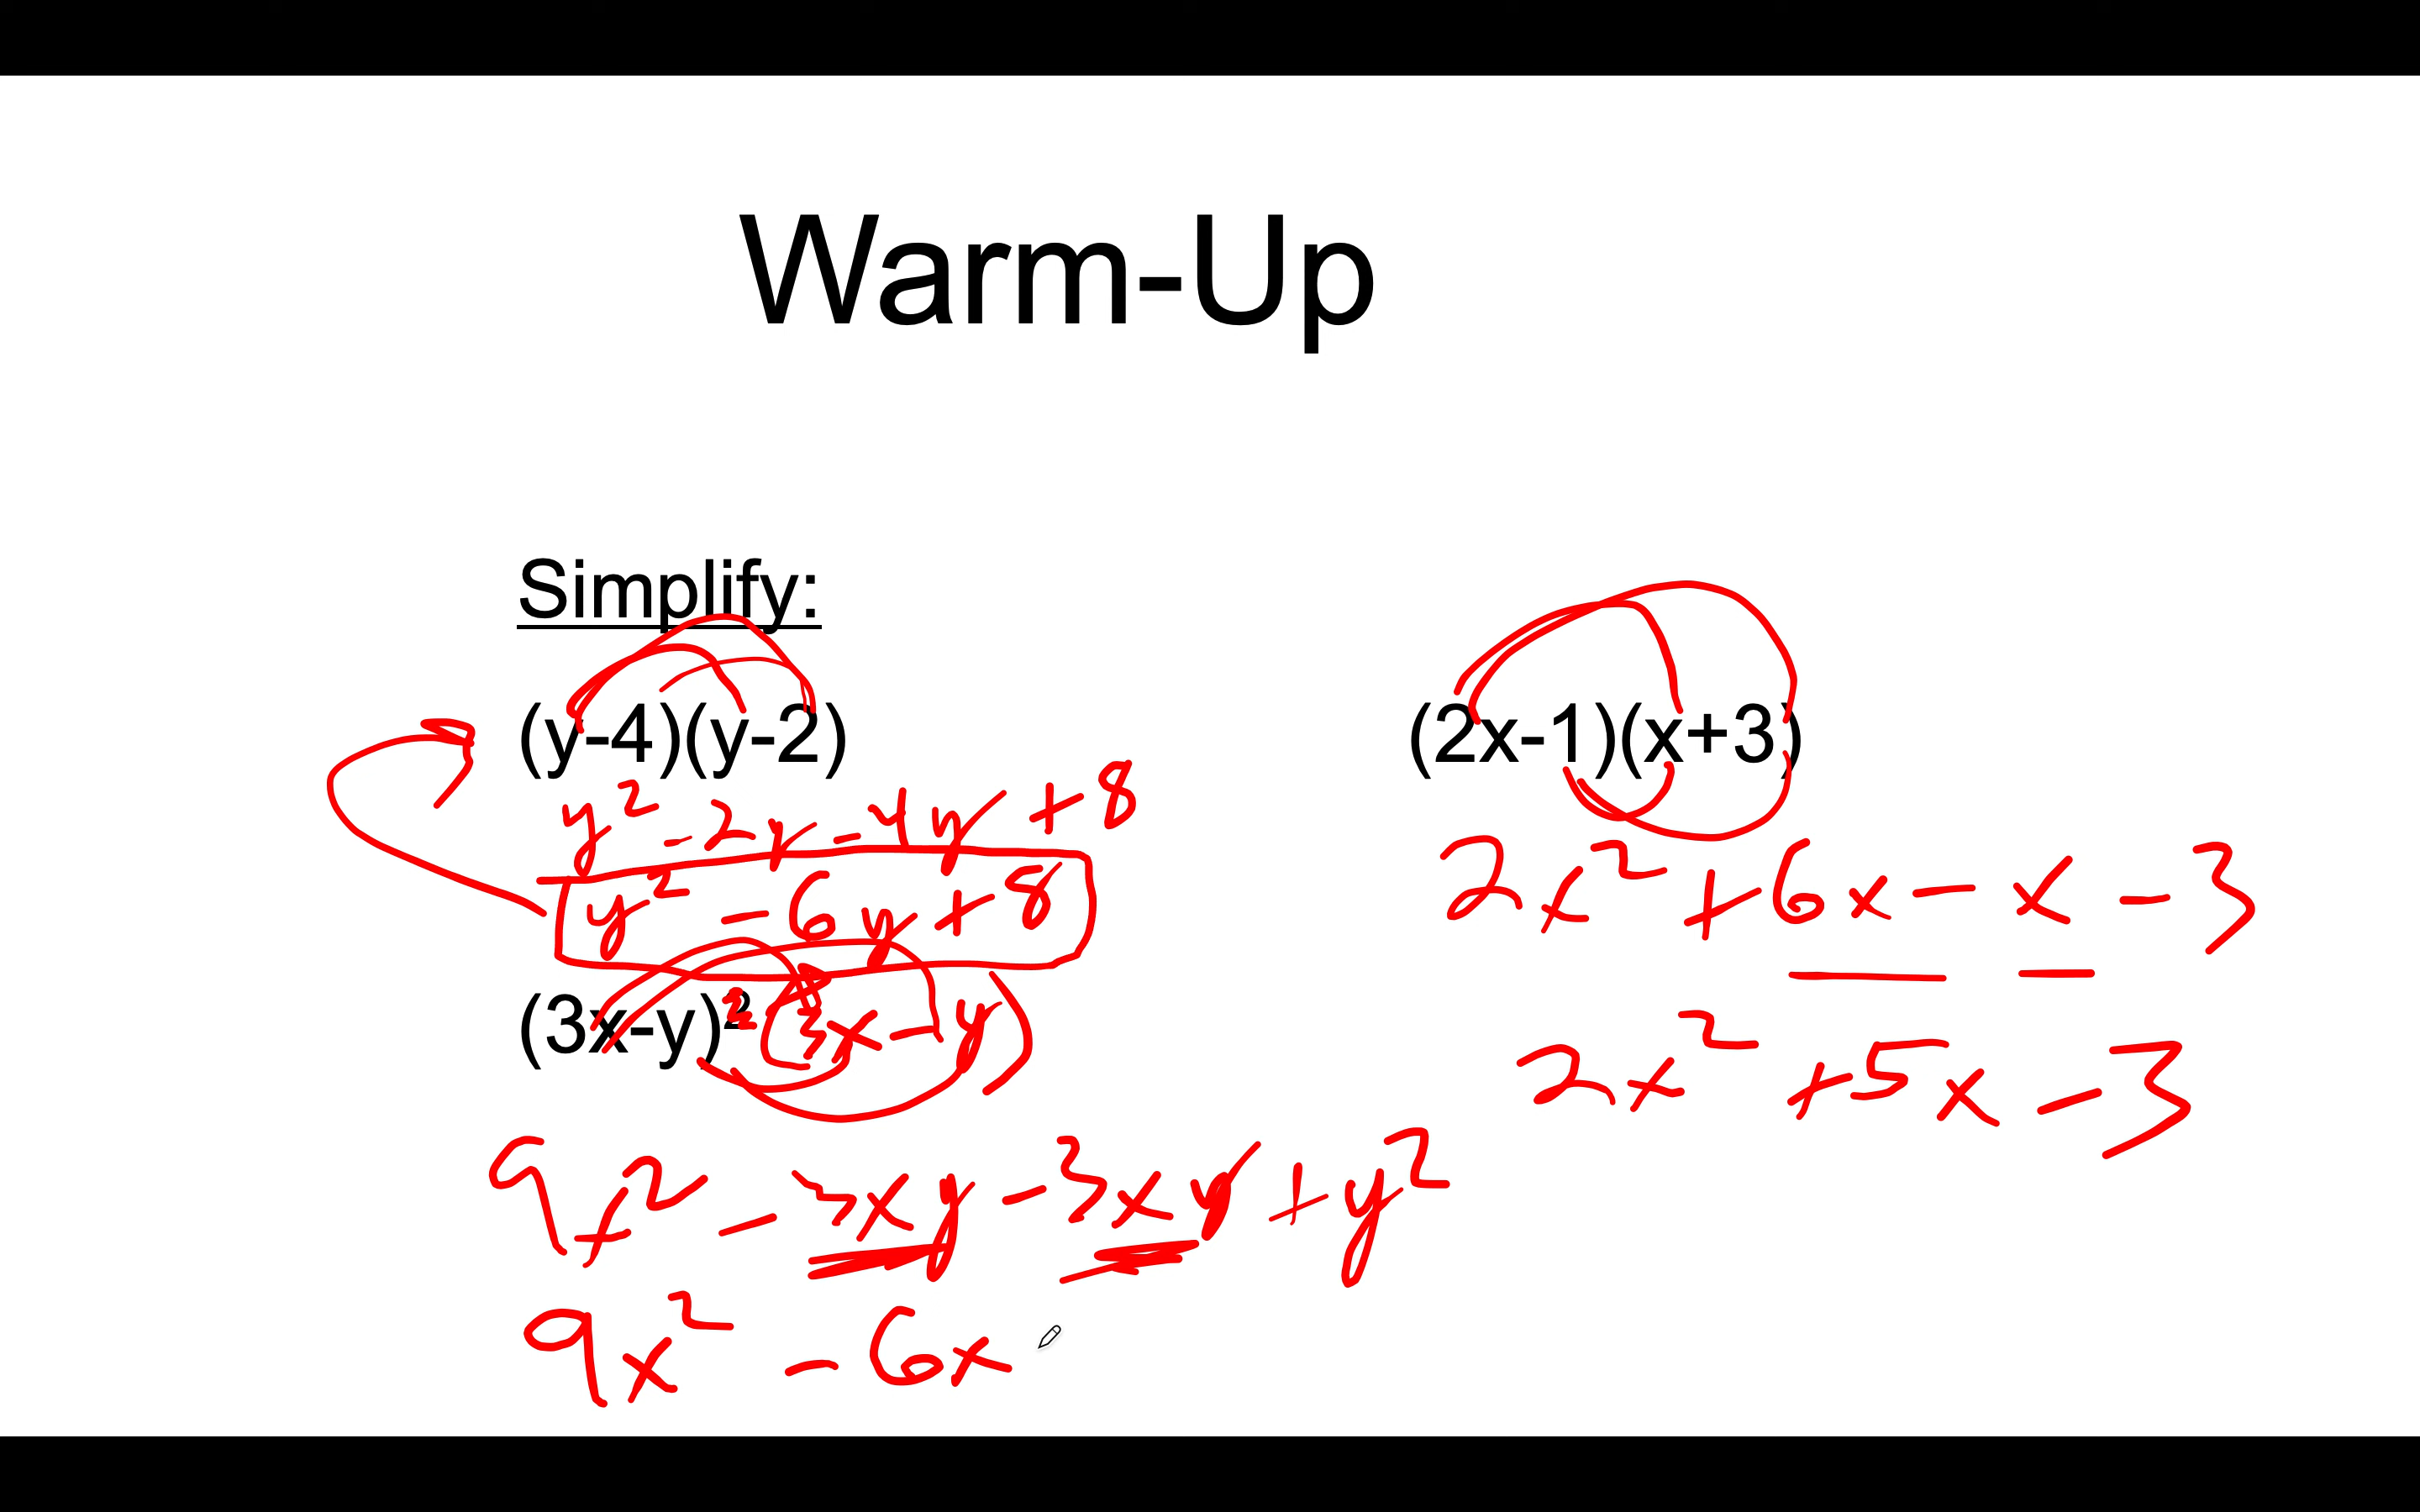 Warm-Up
Simplify:
(y-4)(y-2)
y² - 2y - 4y + 8
y² - 6y + 8
(3x-y)² (3x - y)
9x² - 3xy - 3xy + y²
9x² - 6x
(2x-1)(x+3)
2x² + 6x - x - 3
2x² + 5x - 3